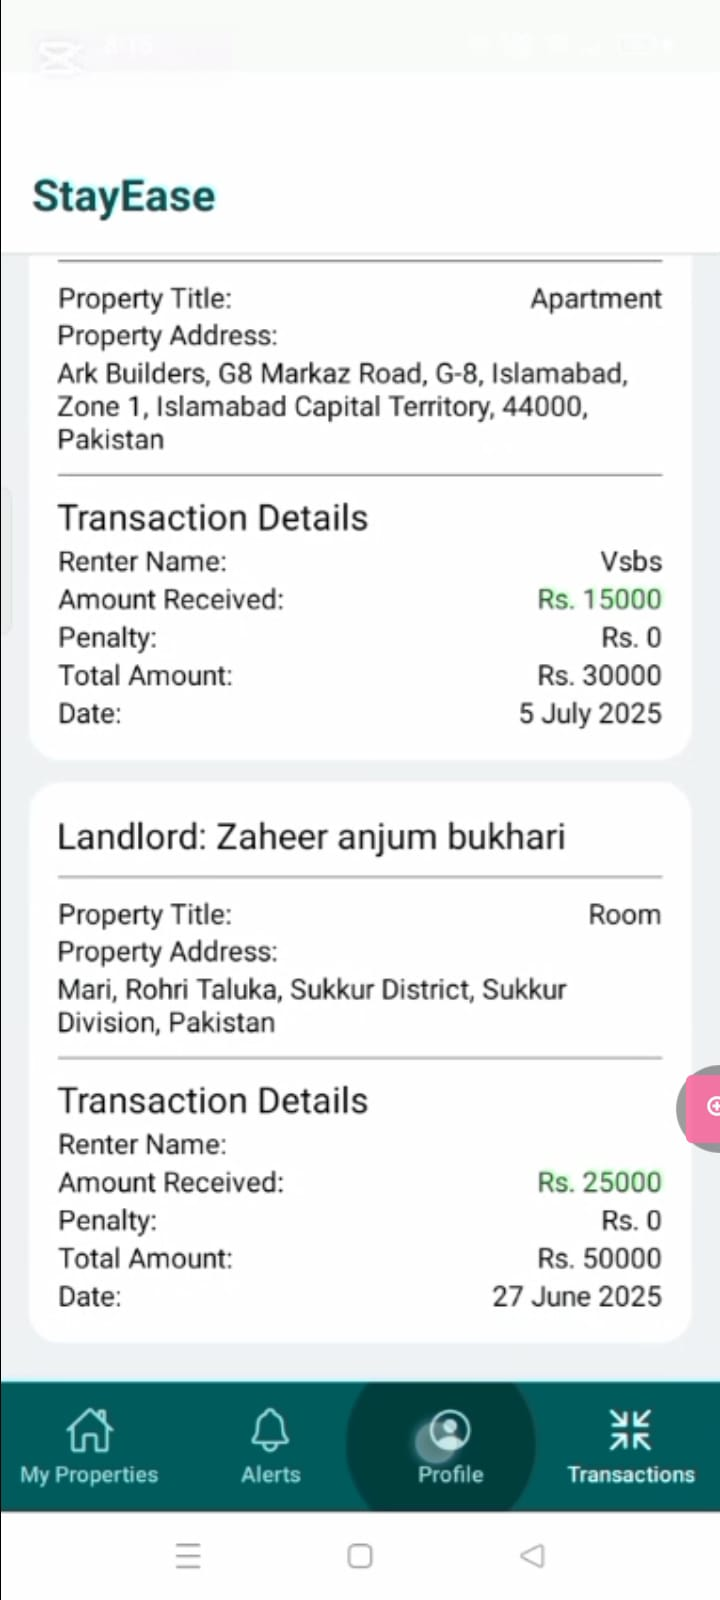 StayEase
Property Title: Apartment
Property Address:
Ark Builders, G8 Markaz Road, G-8, Islamabad,
Zone 1, Islamabad Capital Territory, 44000,
Pakistan
Transaction Details
Renter Name: Vsbs
Amount Received: Rs. 15000
Penalty: Rs. 0
Total Amount: Rs. 30000
Date: 5 July 2025
Landlord: Zaheer anjum bukhari
Property Title: Room
Property Address:
Mari, Rohri Taluka, Sukkur District, Sukkur
Division, Pakistan
Transaction Details
Renter Name:
Amount Received: Rs. 25000
Penalty: Rs. 0
Total Amount: Rs. 50000
Date: 27 June 2025
My Properties Alerts Profile Transactions